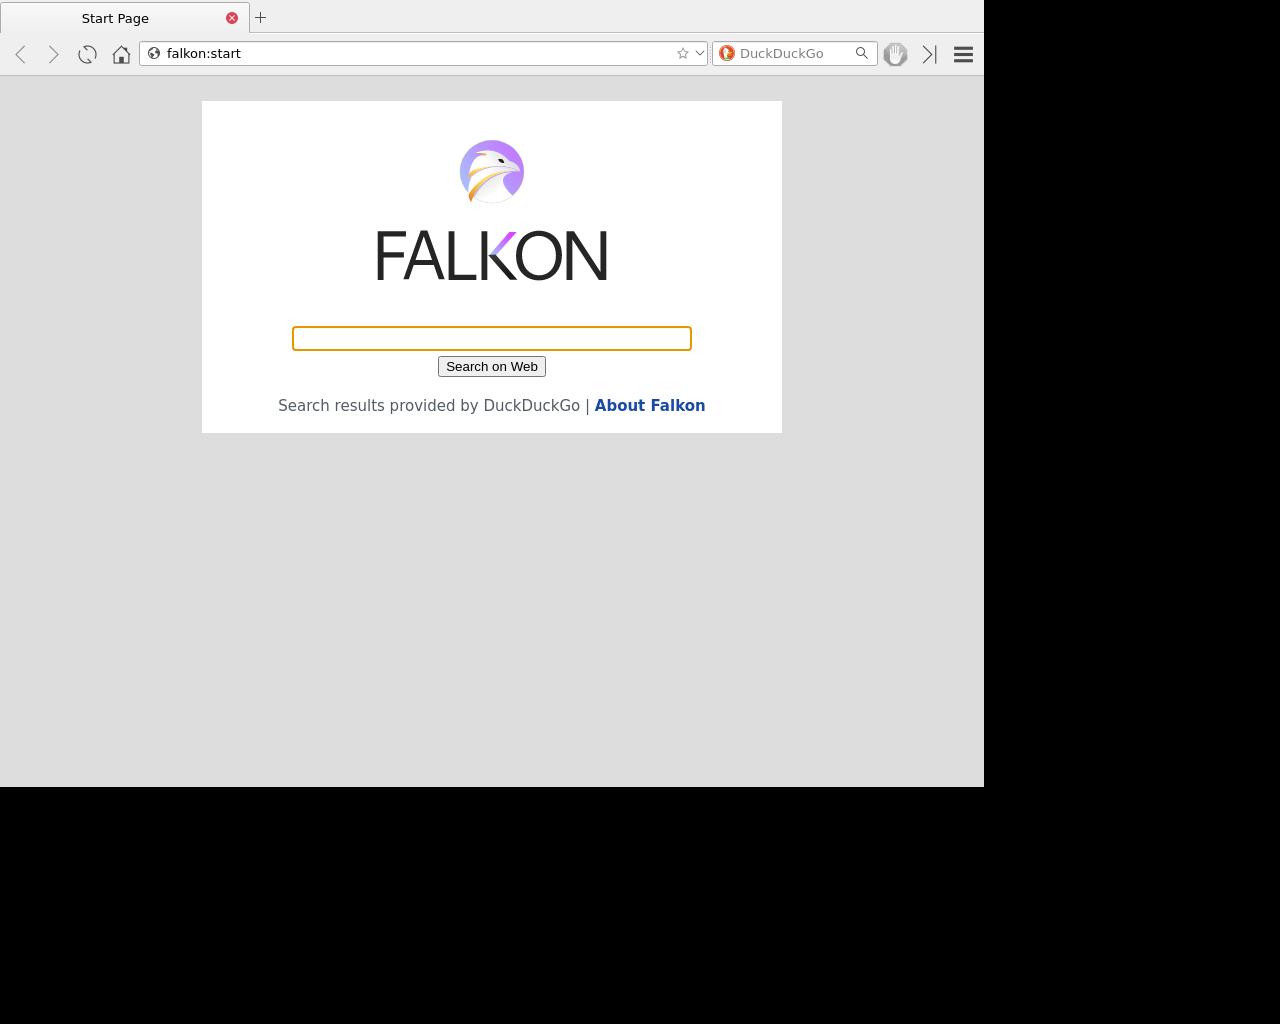 Start Page
falkon:start
DuckDuckGo
FALKON
Search on Web
Search results provided by DuckDuckGo | About Falkon